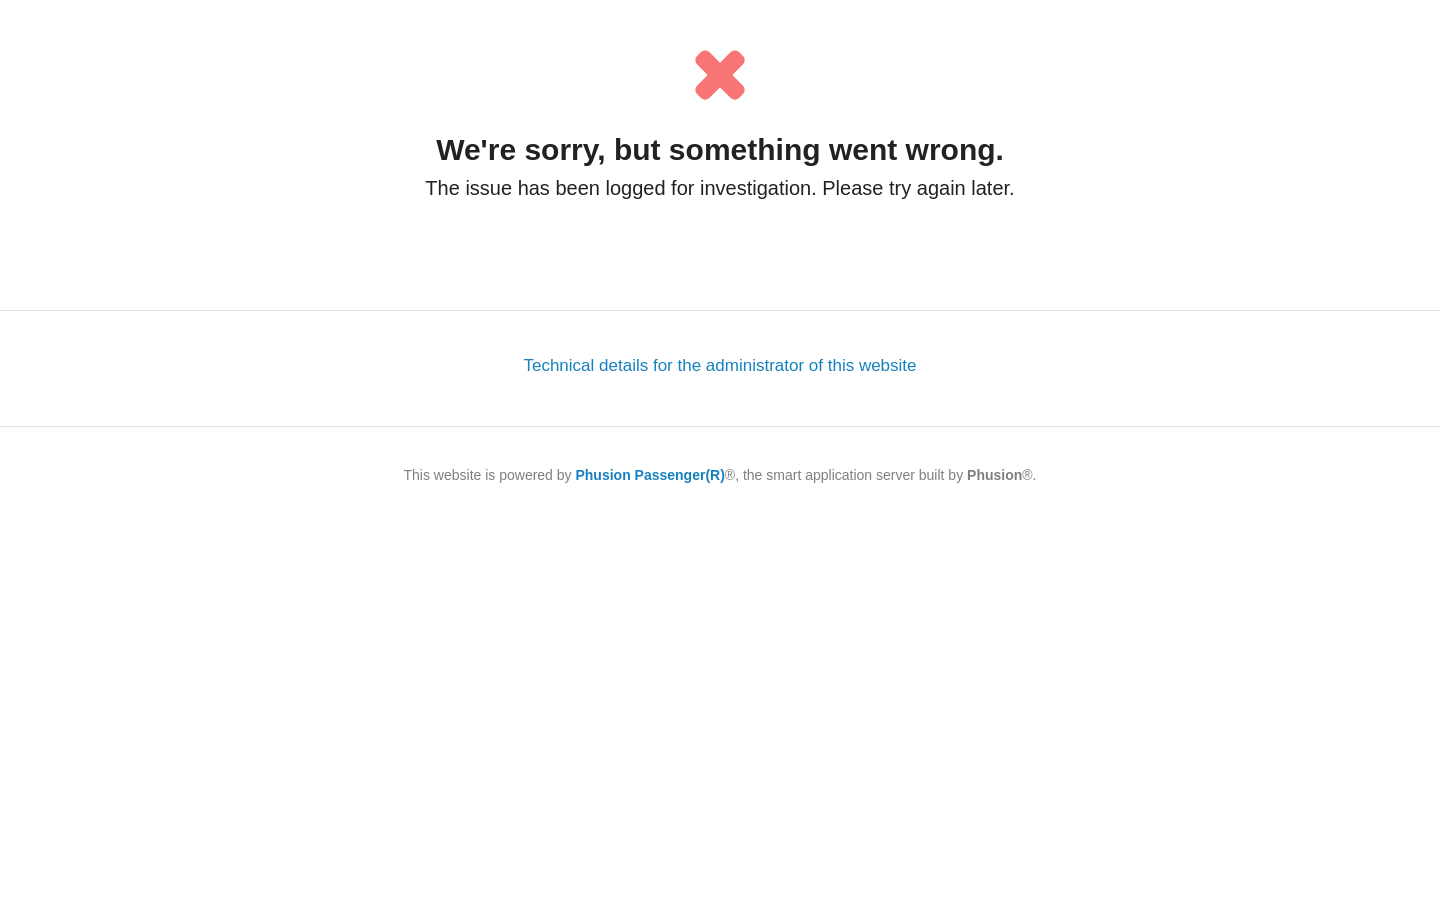 We're sorry, but something went wrong.
The issue has been logged for investigation. Please try again later.
Technical details for the administrator of this website
This website is powered by Phusion Passenger(R)®, the smart application server built by Phusion®.